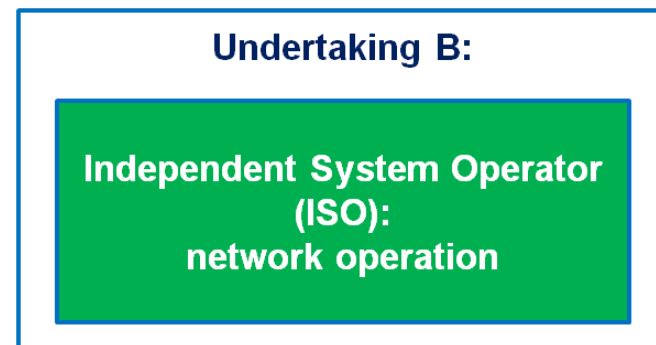 Undertaking B:
Independent System Operator
(ISO):
network operation